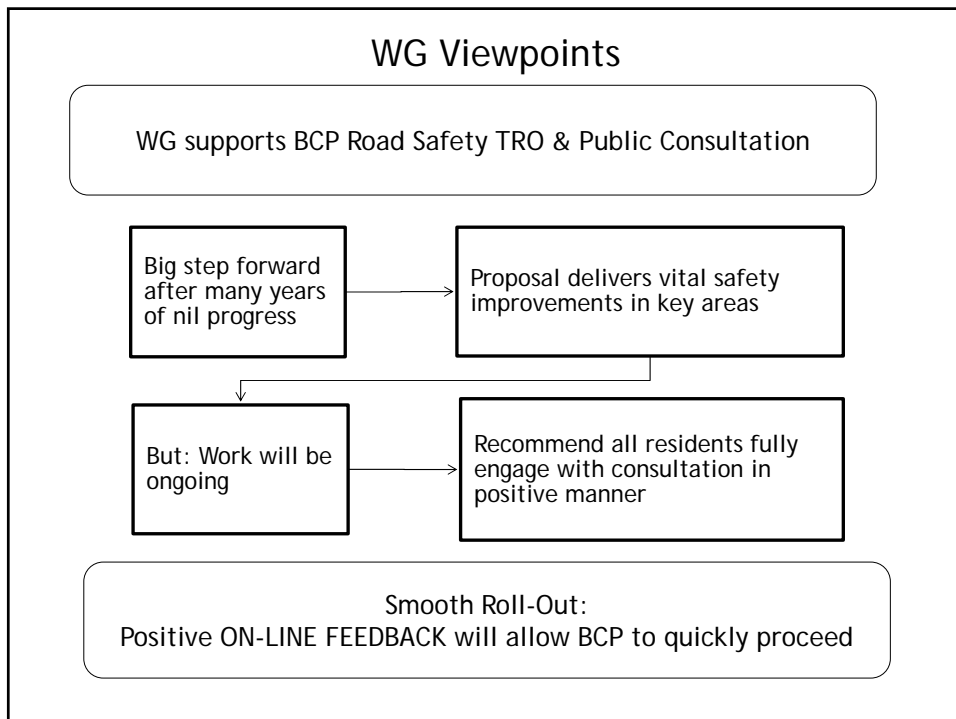 WG Viewpoints
WG supports BCP Road Safety TRO & Public Consultation
Big step forward
after many years
of nil progress
Proposal delivers vital safety
improvements in key areas
But: Work will be
ongoing
Recommend all residents fully
engage with consultation in
positive manner
Smooth Roll-Out:
Positive ON-LINE FEEDBACK will allow BCP to quickly proceed